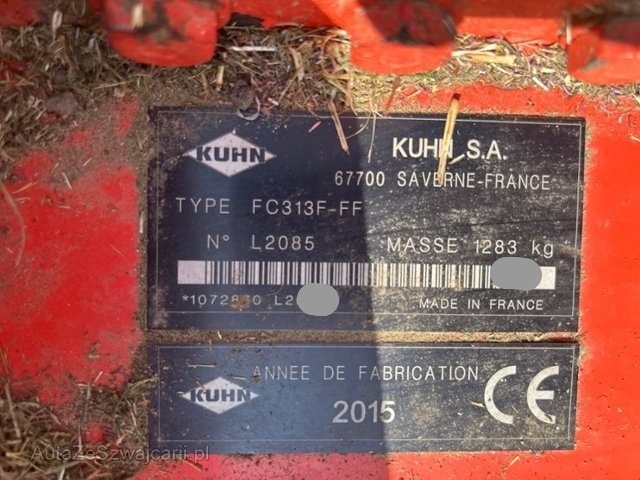 KUHN
KUHN S.A.
67700 SAVERNE-FRANCE
TYPE FC313F-FF
N° L2085 MASSE 1283 kg
L2
MADE IN FRANCE
KUHN
ANNEE DE FABRICATION
2015
CE
AutaZeSzwajcarii.pl